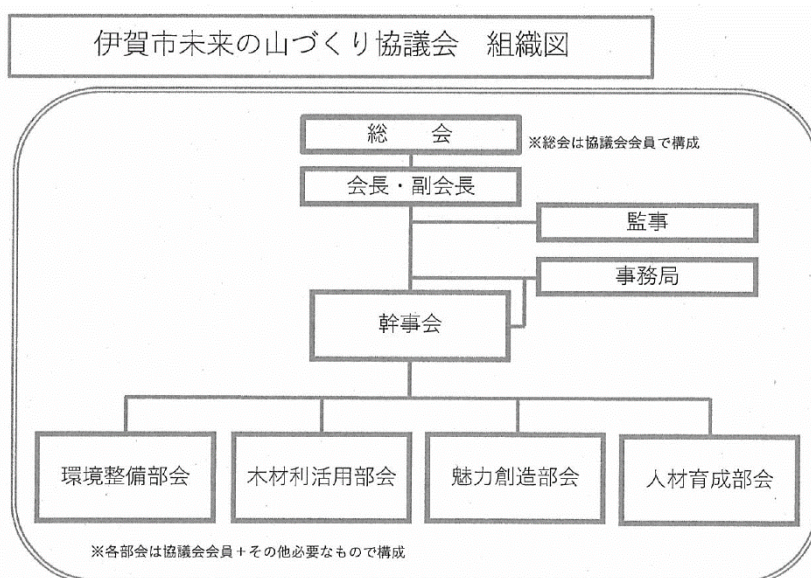 伊賀市未来の山づくり協議会　組織図
総　　会
※総会は協議会会員で構成
会長・副会長
監事
事務局
幹事会
環境整備部会
木材利活用部会
魅力創造部会
人材育成部会
※各部会は協議会会員＋その他必要なもので構成